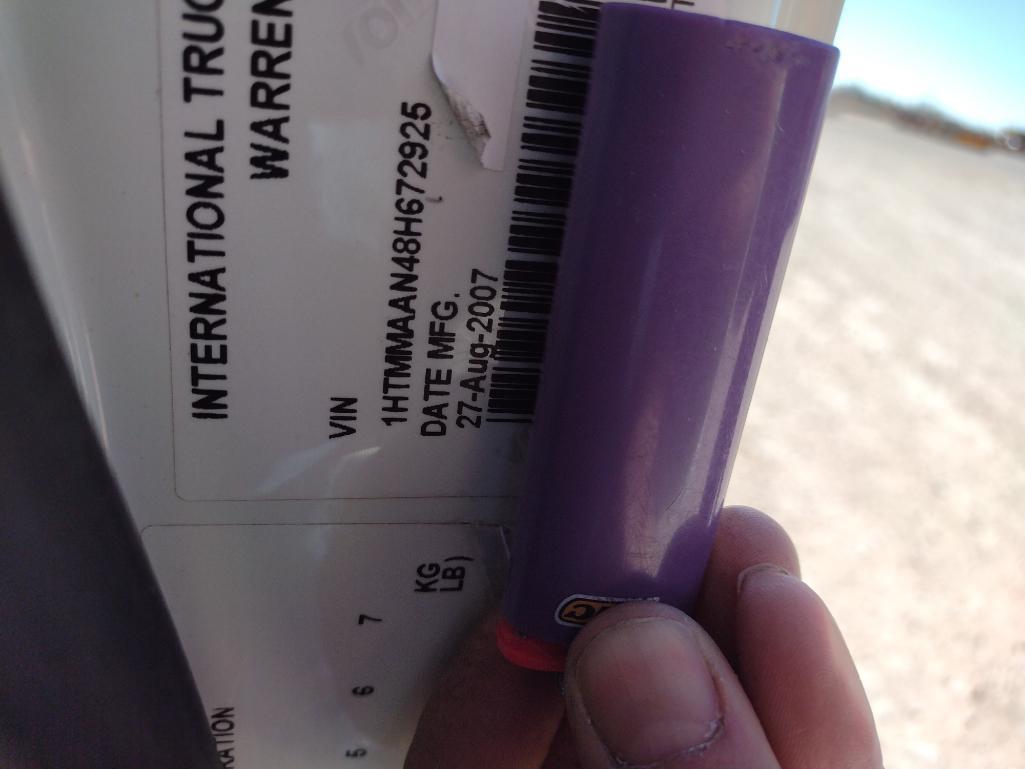 INTERNATIONAL TRUC
WARREN
VIN
1HTMMAAN48H672925
DATE MFG.
27-Aug-2007
KG
LB)
5 6 7
RATION